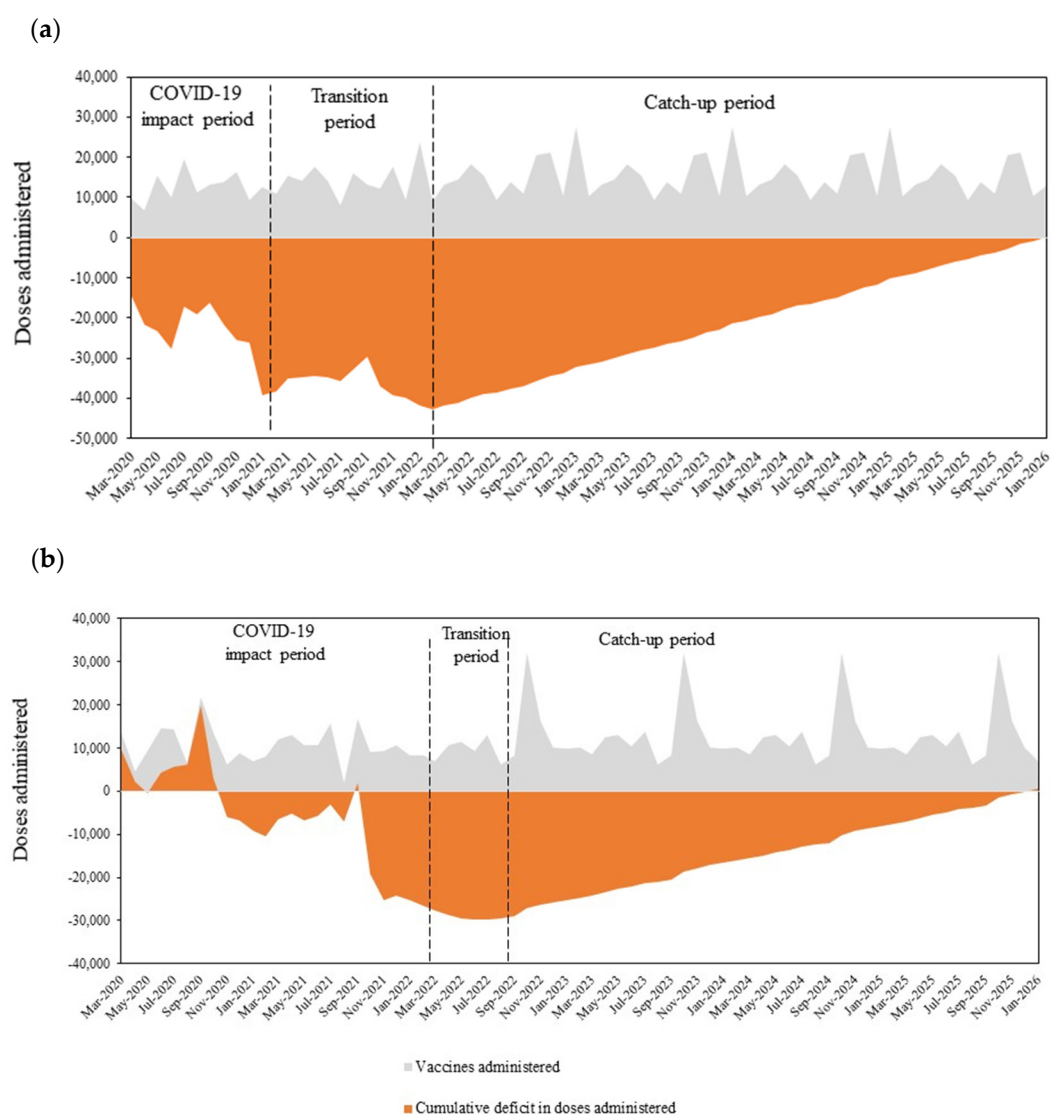 (a)
40,000
30,000
20,000
10,000
0
-10,000
-20,000
-30,000
-40,000
-50,000
Doses administered
COVID-19
impact period
Transition
period
Catch-up period
Mar-2020
May-2020
Jul-2020
Sep-2020
Nov-2020
Jan-2021
Mar-2021
May-2021
Jul-2021
Sep-2021
Nov-2021
Jan-2022
Mar-2022
May-2022
Jul-2022
Sep-2022
Nov-2022
Jan-2023
Mar-2023
May-2023
Jul-2023
Sep-2023
Nov-2023
Jan-2024
Mar-2024
May-2024
Jul-2024
Sep-2024
Nov-2024
Jan-2025
Mar-2025
May-2025
Jul-2025
Sep-2025
Nov-2025
Jan-2026
(b)
40,000
30,000
20,000
10,000
0
-10,000
-20,000
-30,000
-40,000
Doses administered
COVID-19
impact period
Transition
period
Catch-up period
Mar-2020
May-2020
Jul-2020
Sep-2020
Nov-2020
Jan-2021
Mar-2021
May-2021
Jul-2021
Sep-2021
Nov-2021
Jan-2022
Mar-2022
May-2022
Jul-2022
Sep-2022
Nov-2022
Jan-2023
Mar-2023
May-2023
Jul-2023
Sep-2023
Nov-2023
Jan-2024
Mar-2024
May-2024
Jul-2024
Sep-2024
Nov-2024
Jan-2025
Mar-2025
May-2025
Jul-2025
Sep-2025
Nov-2025
Jan-2026
Vaccines administered
Cumulative deficit in doses administered